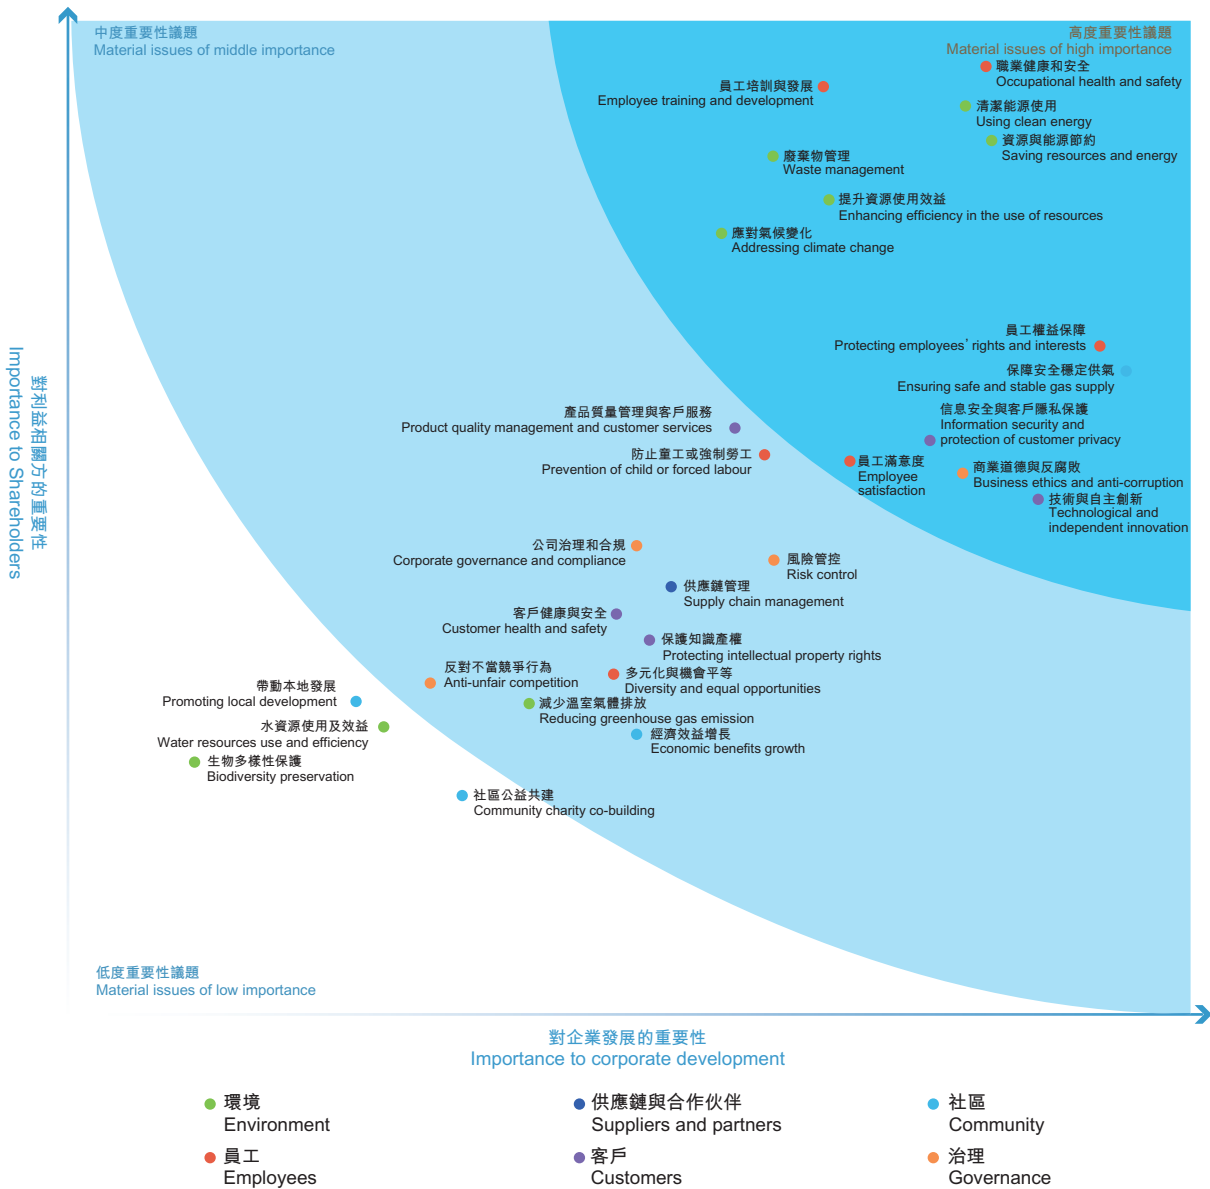 中度重要性議題
Material issues of middle importance
高度重要性議題
Material issues of high importance
職業健康和安全
Occupational health and safety
員工培訓與發展
Employee training and development
清潔能源使用
Using clean energy
資源與能源節約
Saving resources and energy
廢棄物管理
Waste management
提升資源使用效益
Enhancing efficiency in the use of resources
應對氣候變化
Addressing climate change
員工權益保障
Protecting employees' rights and interests
保障安全穩定供氣
Ensuring safe and stable gas supply
信息安全與客戶隱私保護
Information security and
protection of customer privacy
產品質量管理與客戶服務
Product quality management and customer services
防止童工或強制勞工
Prevention of child or forced labour
員工滿意度
Employee
satisfaction
商業道德與反腐敗
Business ethics and anti-corruption
技術與自主創新
Technological and
independent innovation
公司治理和合規
Corporate governance and compliance
風險管控
Risk control
供應鏈管理
Supply chain management
客戶健康與安全
Customer health and safety
保護知識產權
Protecting intellectual property rights
反對不當競爭行為
Anti-unfair competition
多元化與機會平等
Diversity and equal opportunities
帶動本地發展
Promoting local development
減少溫室氣體排放
Reducing greenhouse gas emission
水資源使用及效益
Water resources use and efficiency
經濟效益增長
Economic benefits growth
生物多樣性保護
Biodiversity preservation
社區公益共建
Community charity co-building
低度重要性議題
Material issues of low importance
對利益相關方的重要性
Importance to Shareholders
對企業發展的重要性
Importance to corporate development
環境
Environment
供應鏈與合作伙伴
Suppliers and partners
社區
Community
員工
Employees
客戶
Customers
治理
Governance